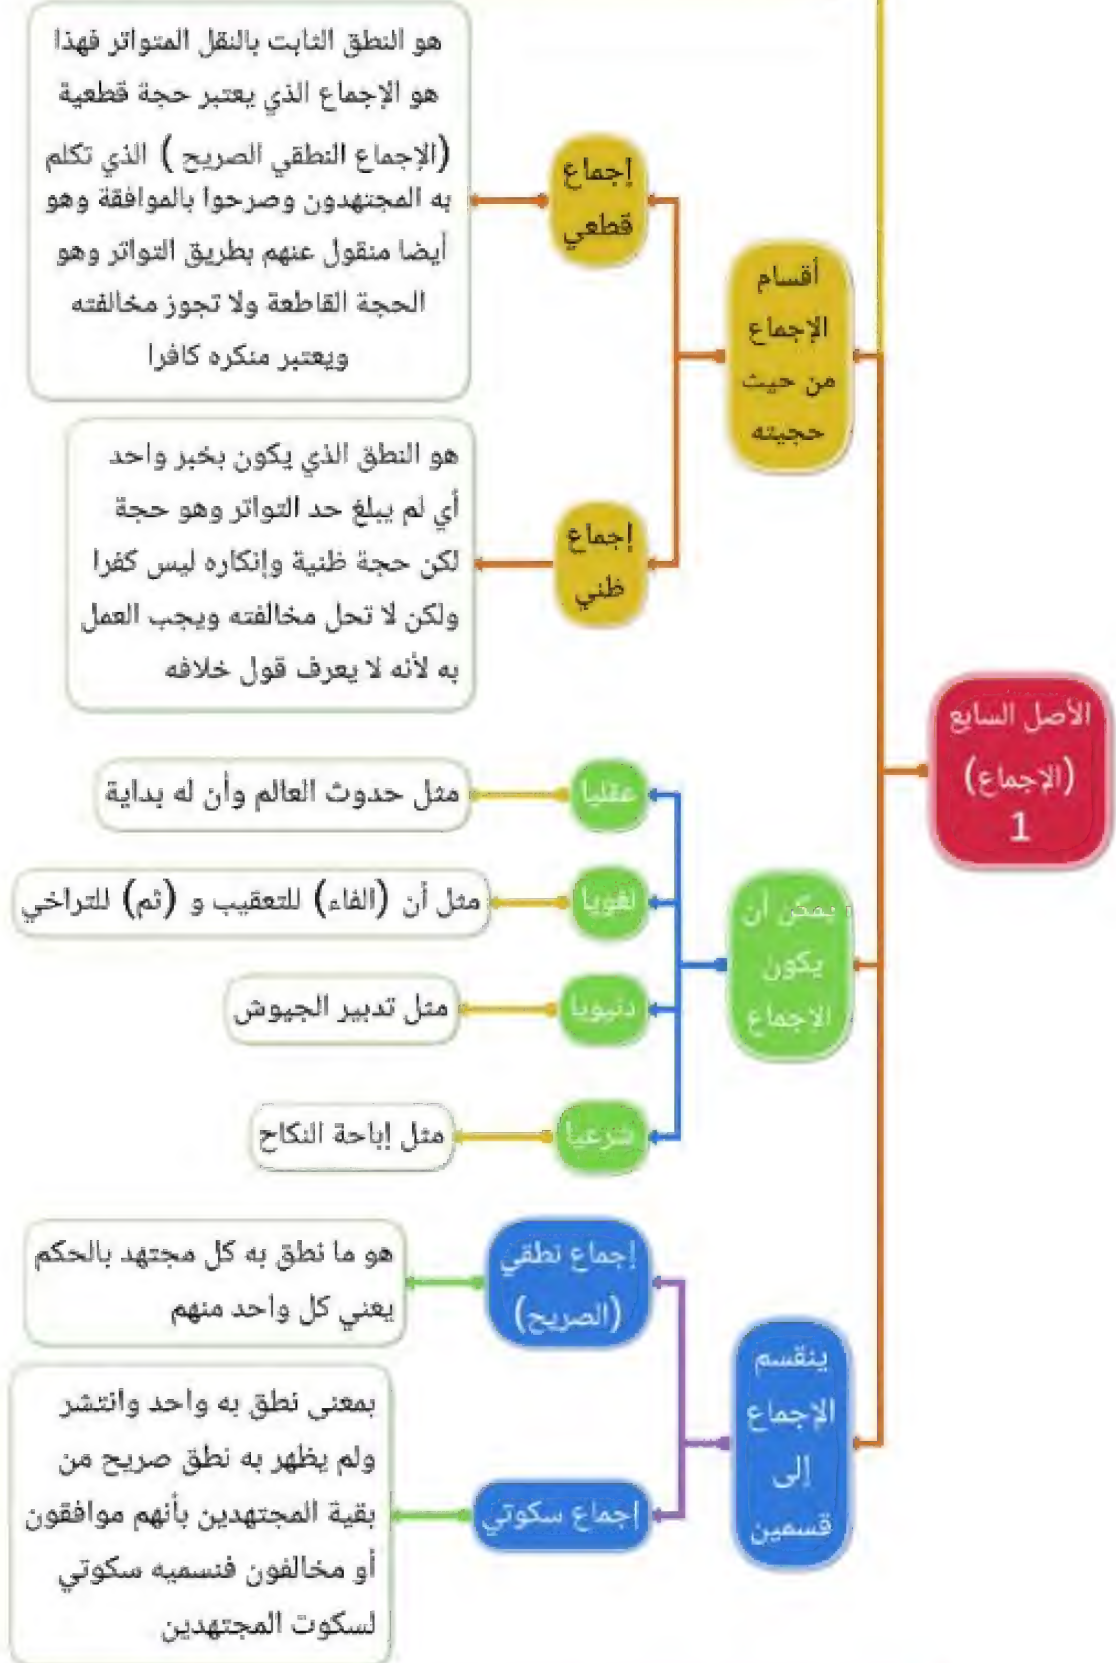 الأصل السابع
(الإجماع)
1
أقسام
الإجماع
من حيث
حجيته
إجماع
قطعي
هو النطق الثابت بالنقل المتواتر فهذا
هو الإجماع الذي يعتبر حجة قطعية
(الإجماع النطقي الصريح ) الذي تكلم
به المجتهدون وصرحوا بالموافقة وهو
أيضا منقول عنهم بطريق التواتر وهو
الحجة القاطعة ولا تجوز مخالفته
ويعتبر منكره كافرا
إجماع
ظني
هو النطق الذي يكون بخبر واحد
أي لم يبلغ حد التواتر وهو حجة
لكن حجة ظنية وإنكاره ليس كفرا
ولكن لا تحل مخالفته ويجب العمل
به لأنه لا يعرف قول خلافه
يمكن أن
يكون
الإجماع
عقليا
مثل حدوث العالم وأن له بداية
لغويا
مثل أن (الفاء) للتعقيب و (ثم) للتراخي
دنيويا
مثل تدبير الجيوش
شرعيا
مثل إباحة النكاح
ينقسم
الإجماع
إلى
قسمين
إجماع نطقي
(الصريح)
هو ما نطق به كل مجتهد بالحكم
يعني كل واحد منهم
إجماع سكوتي
بمعنى نطق به واحد وانتشر
ولم يظهر به نطق صريح من
بقية المجتهدين بأنهم موافقون
أو مخالفون فنسميه سكوتي
لسكوت المجتهدين